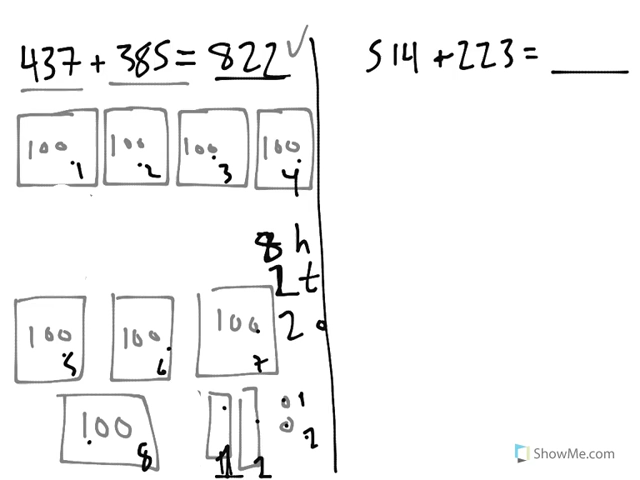 437 + 385 = 822 ✓
100 1 100 2 100 3 100 4
8 h
2 t
2 o
100 5 100 6 100 7
100 8 1 2 1 2
514 + 223 = ____
ShowMe.com